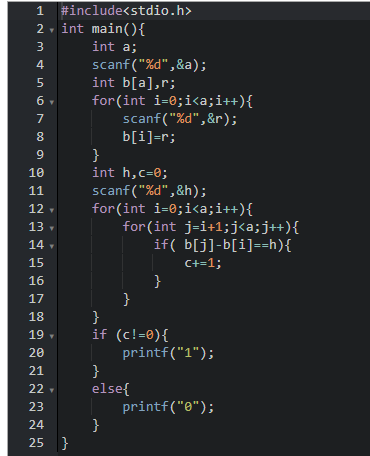 1 #include<stdio.h>
2 int main(){
3     int a;
4     scanf("%d",&a);
5     int b[a],r;
6     for(int i=0;i<a;i++){
7         scanf("%d",&r);
8         b[i]=r;
9     }
10     int h,c=0;
11     scanf("%d",&h);
12     for(int i=0;i<a;i++){
13         for(int j=i+1;j<a;j++){
14             if( b[j]-b[i]==h){
15                 c+=1;
16             }
17         }
18     }
19     if (c!=0){
20         printf("1");
21     }
22     else{
23         printf("0");
24     }
25 }